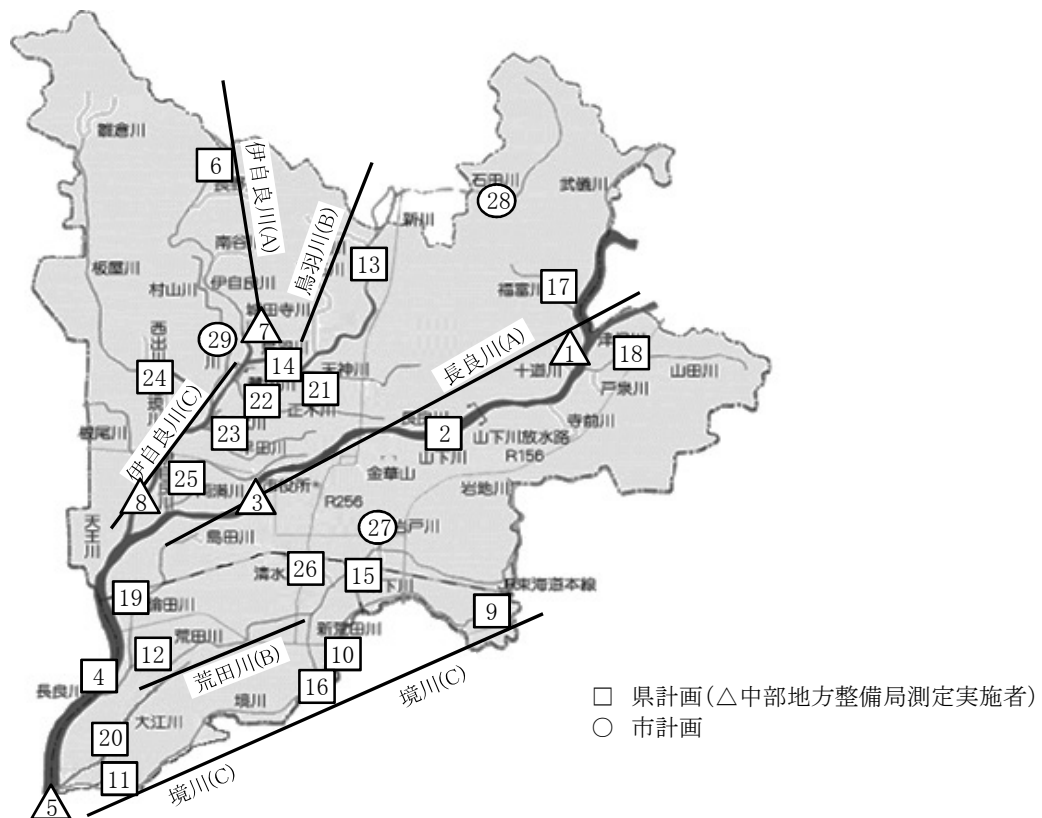 雛倉川
6
伊自良川(A)
石田川
28
武儀川
新川
鳥羽川(B)
13
南谷
板屋川
村山川
伊自良川
城田寺川
福富川
17
29
川
7
14
天神川
長良川(A)
1
十道川
18
山田川
戸泉川
24
21
22
正木川
伊自良川(C)
23
2
寺前川
山下川放水路
山下川
R156
25
金華山
岩地川
8
3
R256
天王川
27
岩戸川
島田川
清水
26
15
JR東海道本線
19
9
荒田川
新荒田川
12
荒田川(B)
10
4
長良川
16
境川(C)
境川
大江川
20
11
境川(C)
5
□ 県計画(△中部地方整備局測定実施者)
○ 市計画